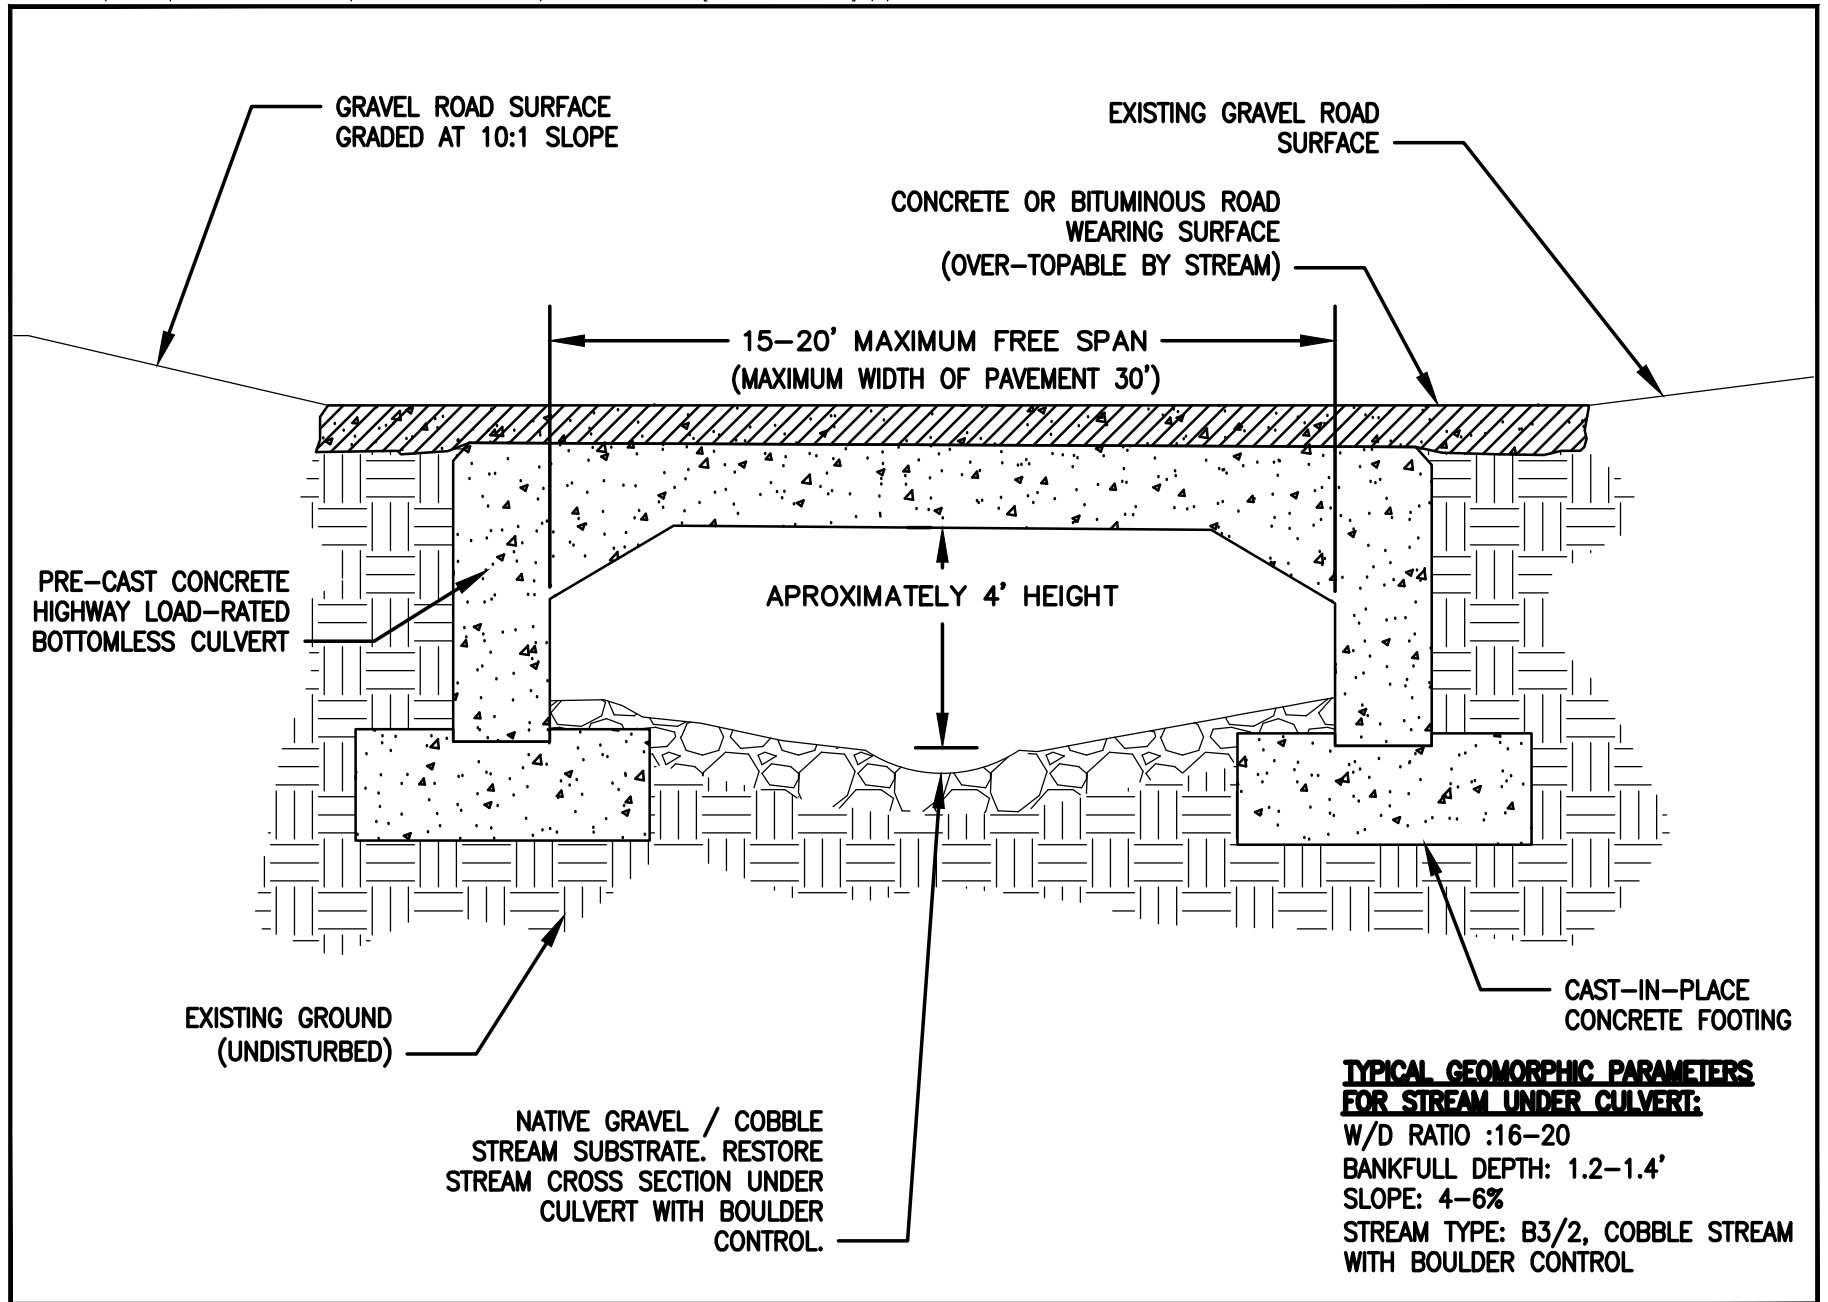 GRAVEL ROAD SURFACE
GRADED AT 10:1 SLOPE
EXISTING GRAVEL ROAD
SURFACE
CONCRETE OR BITUMINOUS ROAD
WEARING SURFACE
(OVER-TOPABLE BY STREAM)
15-20' MAXIMUM FREE SPAN
(MAXIMUM WIDTH OF PAVEMENT 30')
PRE-CAST CONCRETE
HIGHWAY LOAD-RATED
BOTTOMLESS CULVERT
APROXIMATELY 4' HEIGHT
EXISTING GROUND
(UNDISTURBED)
CAST-IN-PLACE
CONCRETE FOOTING
NATIVE GRAVEL / COBBLE
STREAM SUBSTRATE. RESTORE
STREAM CROSS SECTION UNDER
CULVERT WITH BOULDER
CONTROL.
TYPICAL GEOMORPHIC PARAMETERS
FOR STREAM UNDER CULVERT:
W/D RATIO :16-20
BANKFULL DEPTH: 1.2-1.4'
SLOPE: 4-6%
STREAM TYPE: B3/2, COBBLE STREAM
WITH BOULDER CONTROL